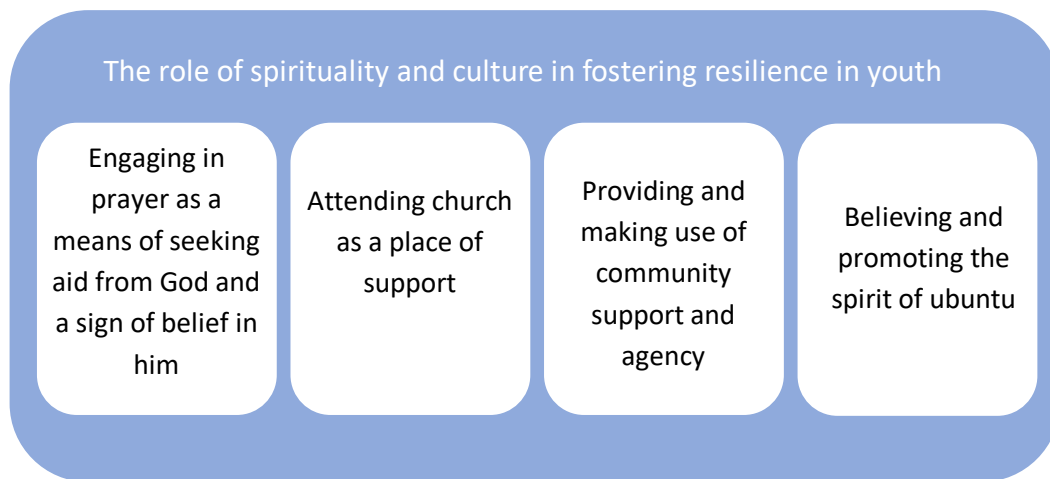 The role of spirituality and culture in fostering resilience in youth
Engaging in
prayer as a
means of seeking
aid from God and
a sign of belief in
him
Attending church
as a place of
support
Providing and
making use of
community
support and
agency
Believing and
promoting the
spirit of ubuntu